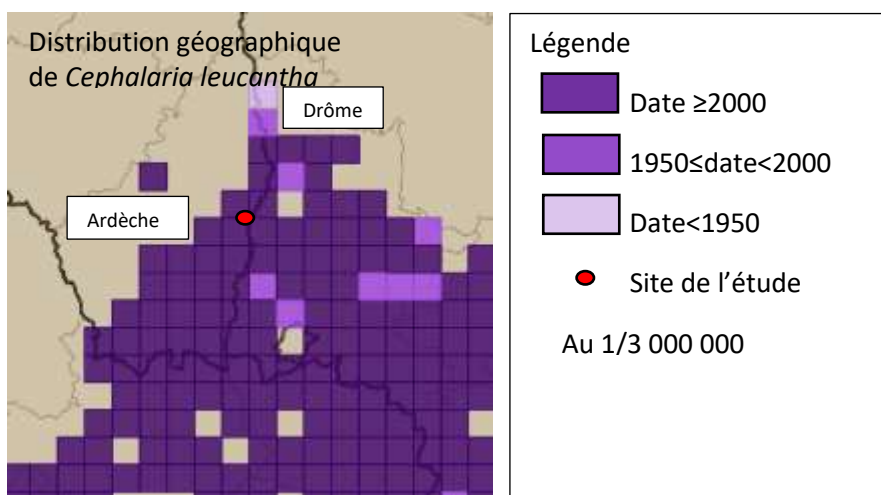 Distribution géographique
de Cephalaria leucantha
Drôme
Ardèche
Légende
Date ≥2000
1950≤date<2000
Date<1950
Site de l'étude
Au 1/3 000 000